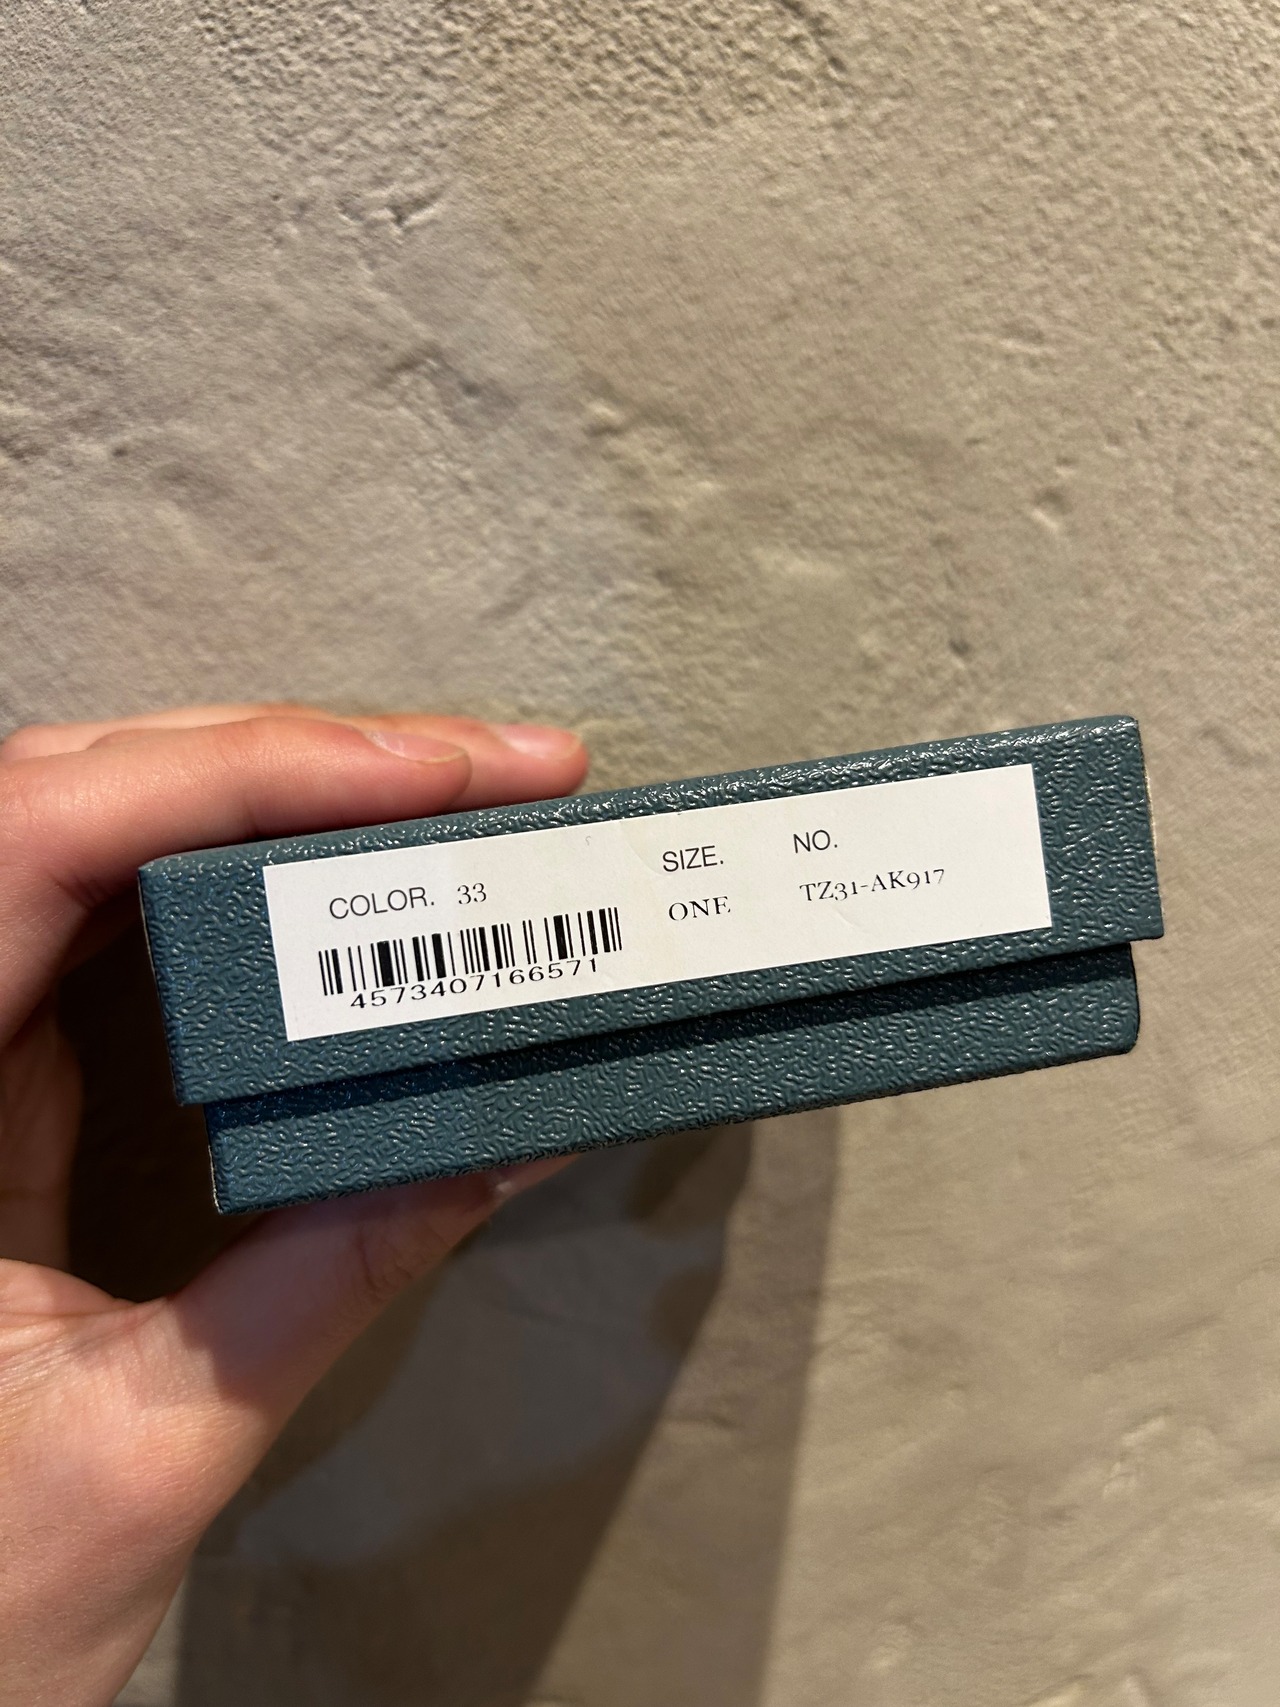 COLOR. 33
4573407166571
SIZE.
ONE
NO.
TZ31-AK917